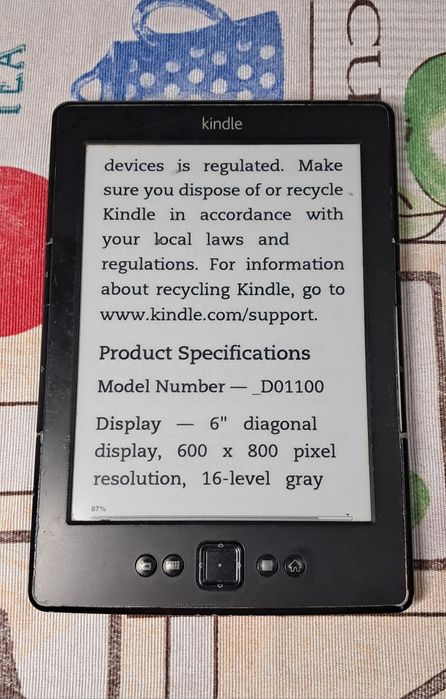 TEA
CU
kindle
devices is regulated. Make
sure you dispose of or recycle
Kindle in accordance with
your local laws and
regulations. For information
about recycling Kindle, go to
www.kindle.com/support.
Product Specifications
Model Number — _D01100
Display — 6" diagonal
display, 600 x 800 pixel
resolution, 16-level gray
87%